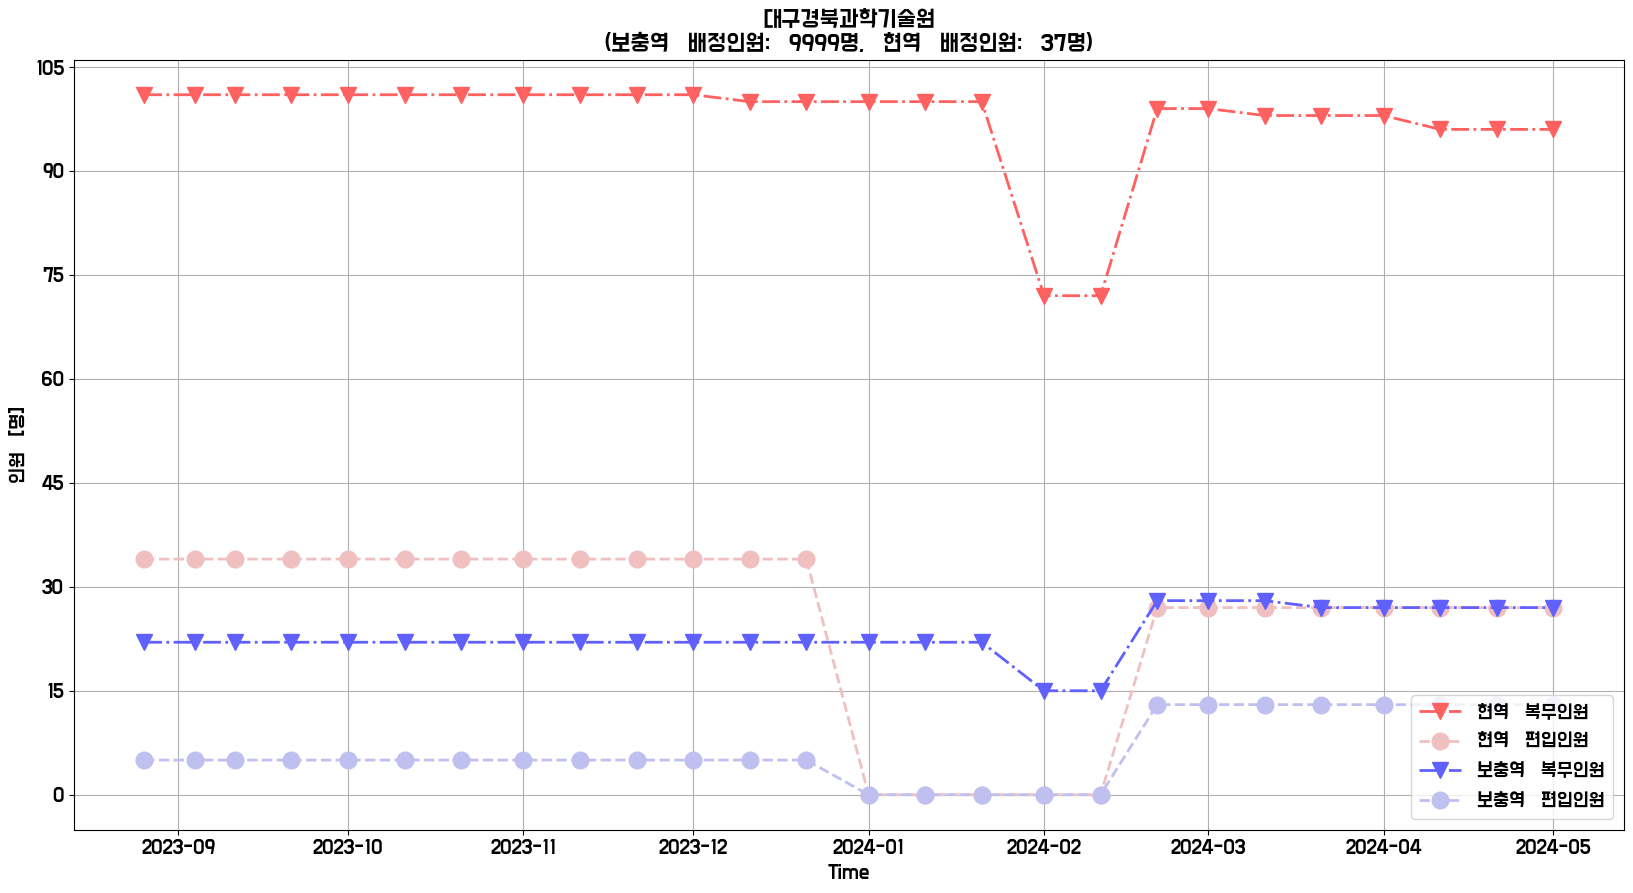 대구경북과학기술원
(보충역 배정인원: 9999명, 현역 배정인원: 37명)
105
90
75
60
45
30
15
0
인원 [명]
2023-09
2023-10
2023-11
2023-12
2024-01
2024-02
2024-03
2024-04
2024-05
Time
현역 복무인원
현역 편입인원
보충역 복무인원
보충역 편입인원